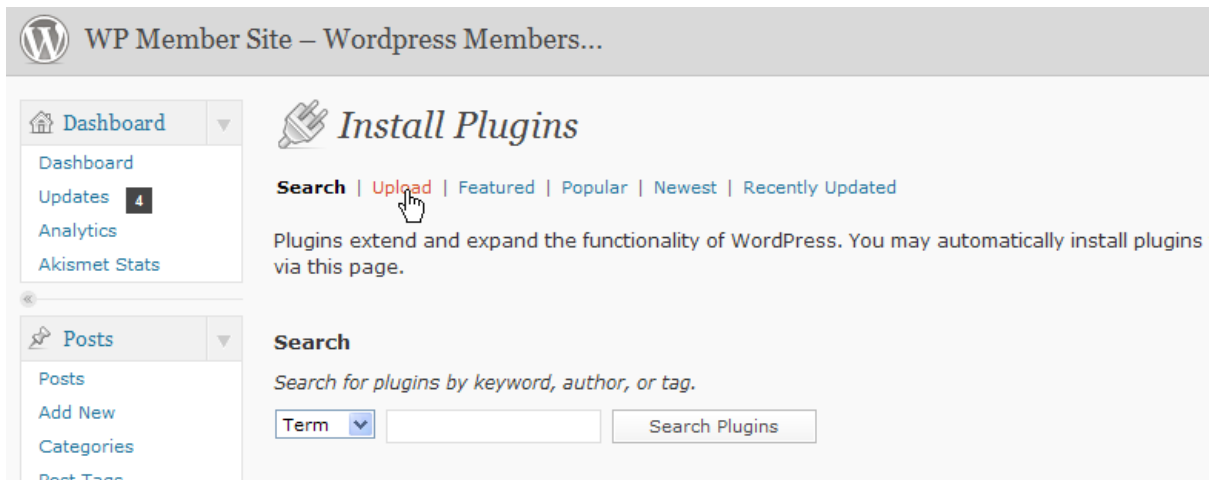 WP Member Site – Wordpress Members...
Dashboard
Dashboard
Updates 4
Analytics
Akismet Stats
Posts
Posts
Add New
Categories
Post Tags
Install Plugins
Search | Upload | Featured | Popular | Newest | Recently Updated
Plugins extend and expand the functionality of WordPress. You may automatically install plugins
via this page.
Search
Search for plugins by keyword, author, or tag.
Term Search Plugins